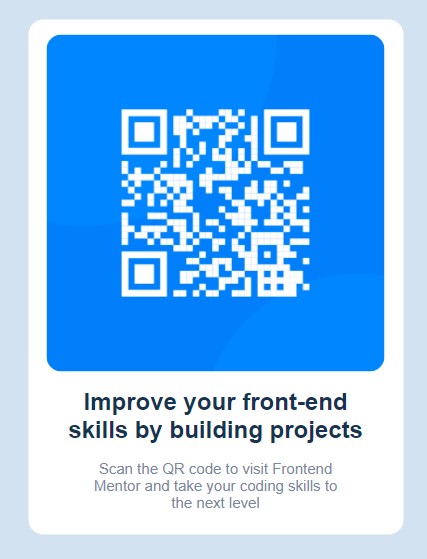 Improve your front-end
skills by building projects
Scan the QR code to visit Frontend
Mentor and take your coding skills to
the next level